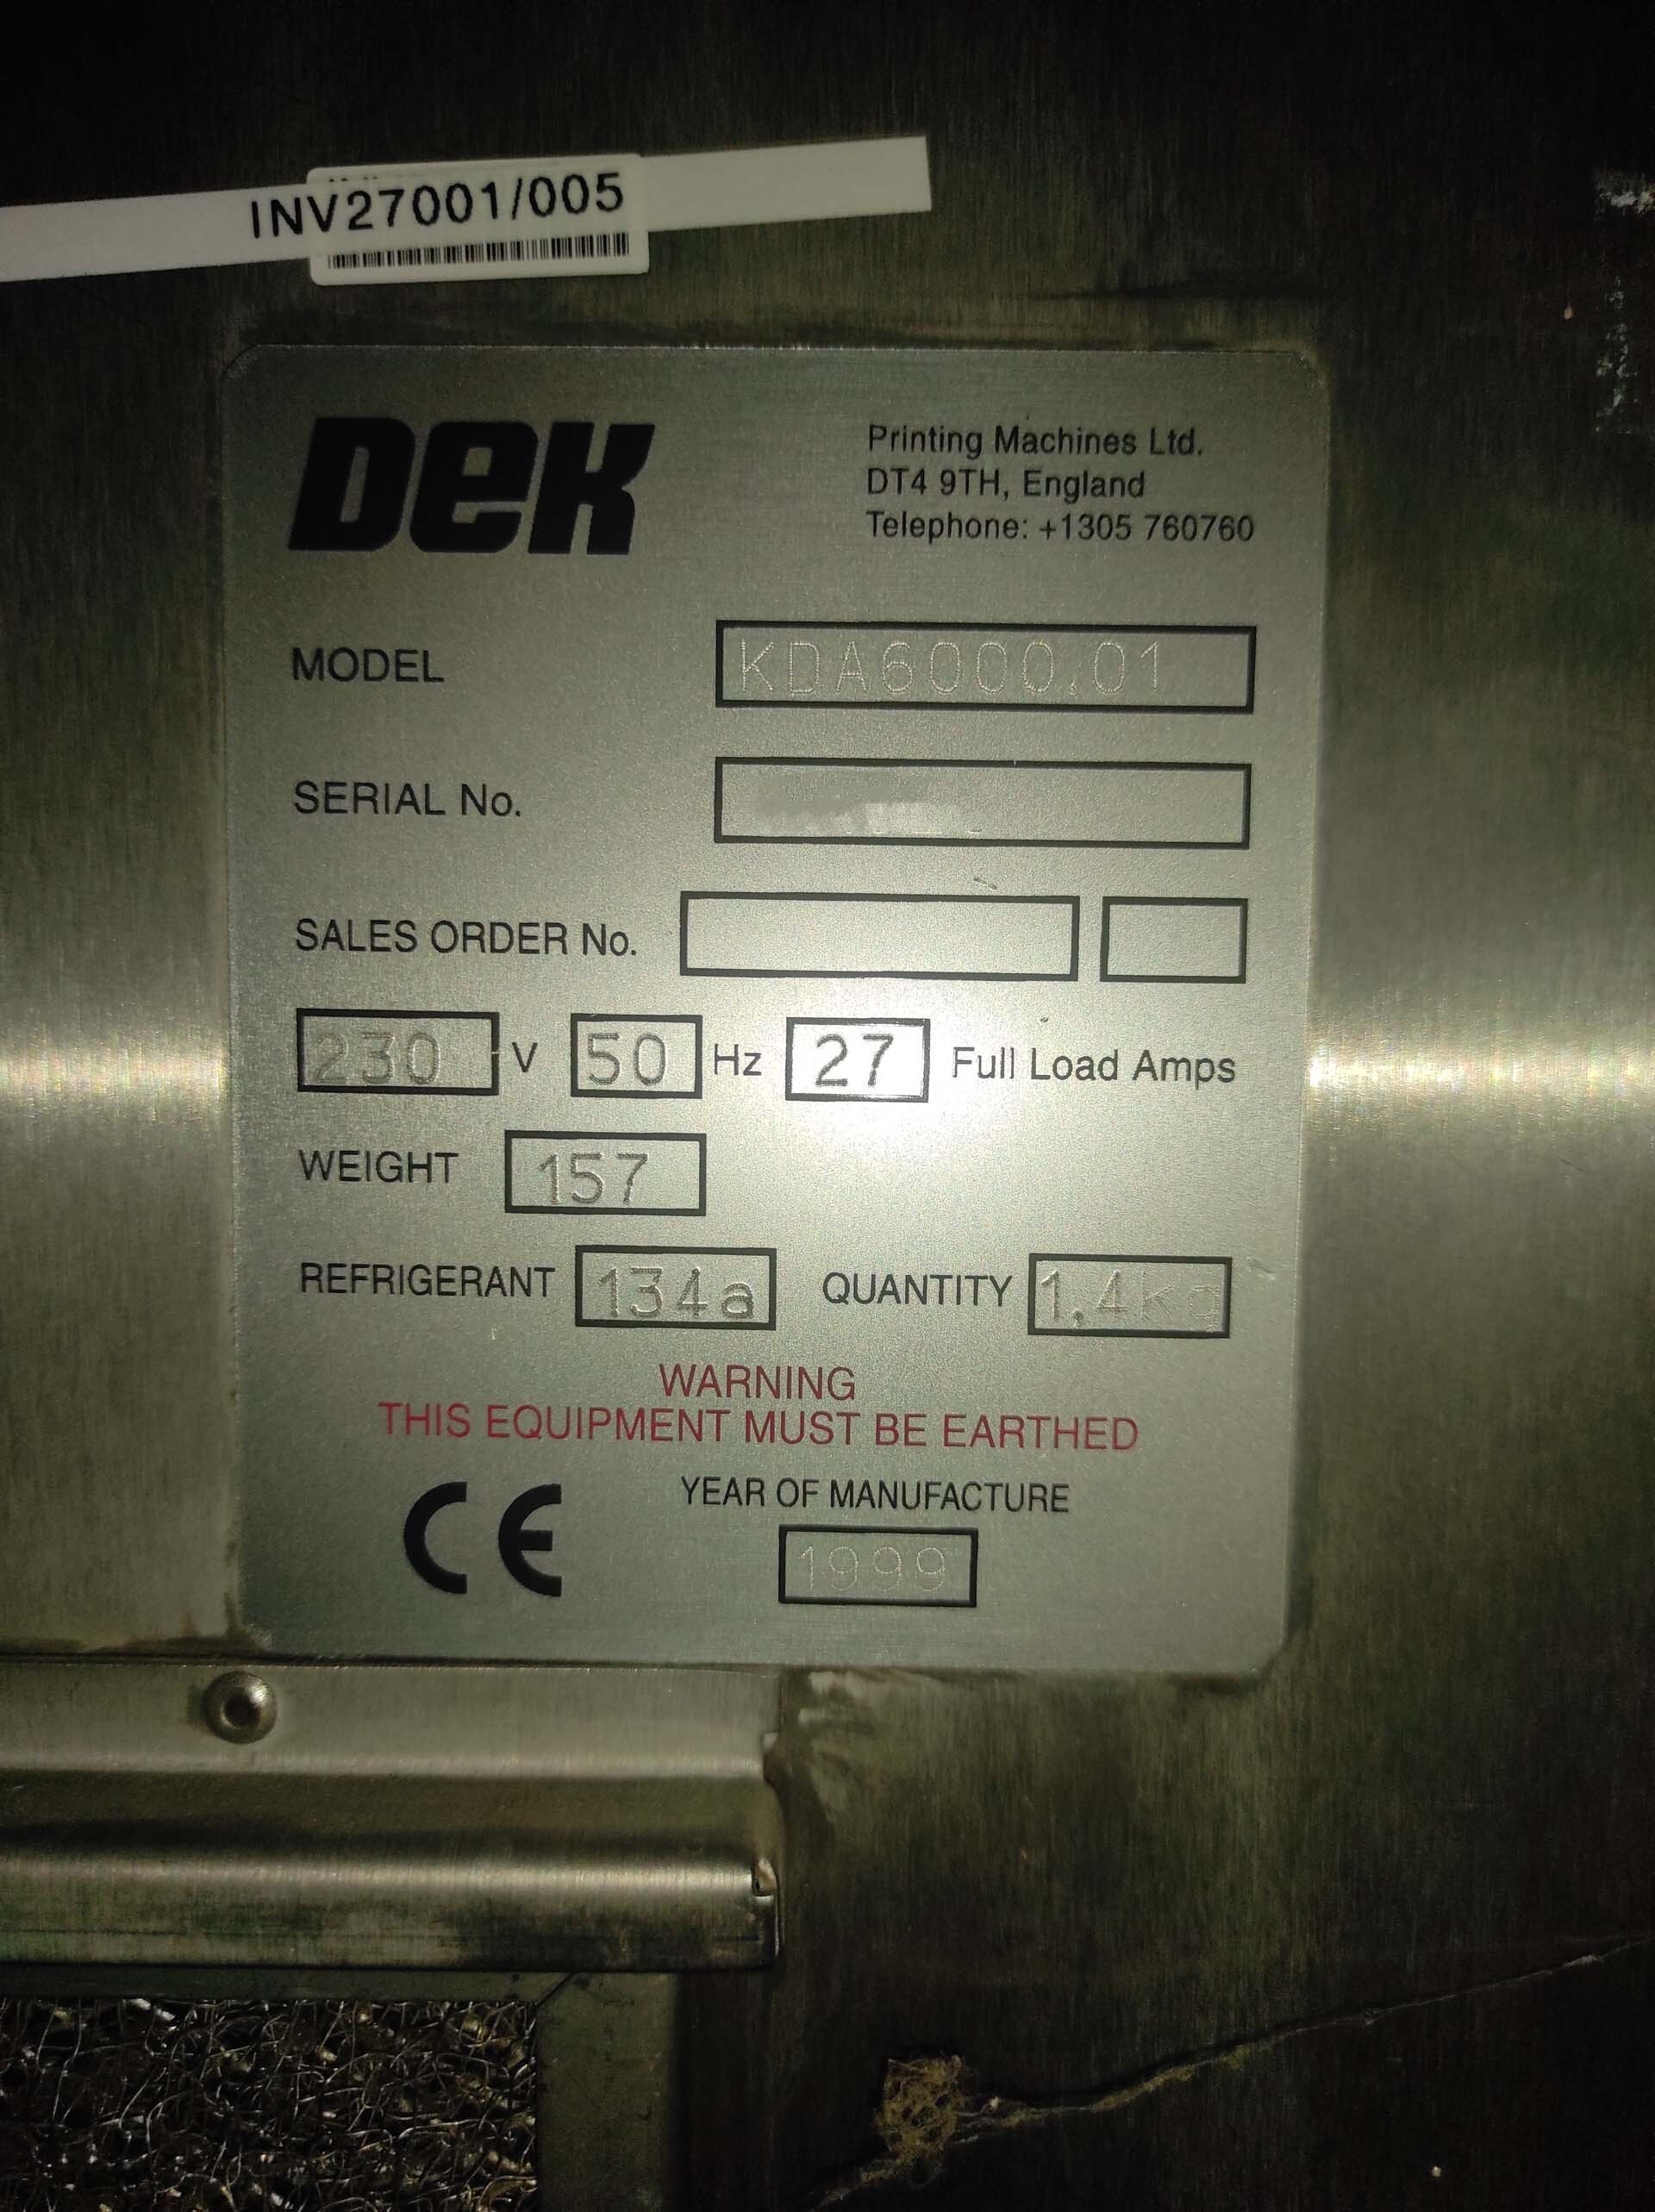 INV27001/005
DEK
Printing Machines Ltd.
DT4 9TH, England
Telephone: +1305 760760
MODEL KDA6000.01
SERIAL No.
SALES ORDER No.
230 V 50 Hz 27 Full Load Amps
WEIGHT 157
REFRIGERANT 134a QUANTITY 1.4kg
WARNING
THIS EQUIPMENT MUST BE EARTHED
CE YEAR OF MANUFACTURE
1999